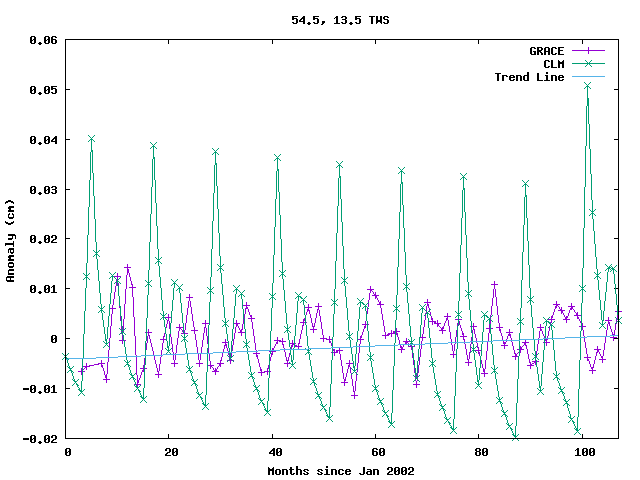 54.5, 13.5 TWS
GRACE
CLM
Trend Line
Anomaly (cm)
0.06
0.05
0.04
0.03
0.02
0.01
0
-0.01
-0.02
0 20 40 60 80 100
Months since Jan 2002